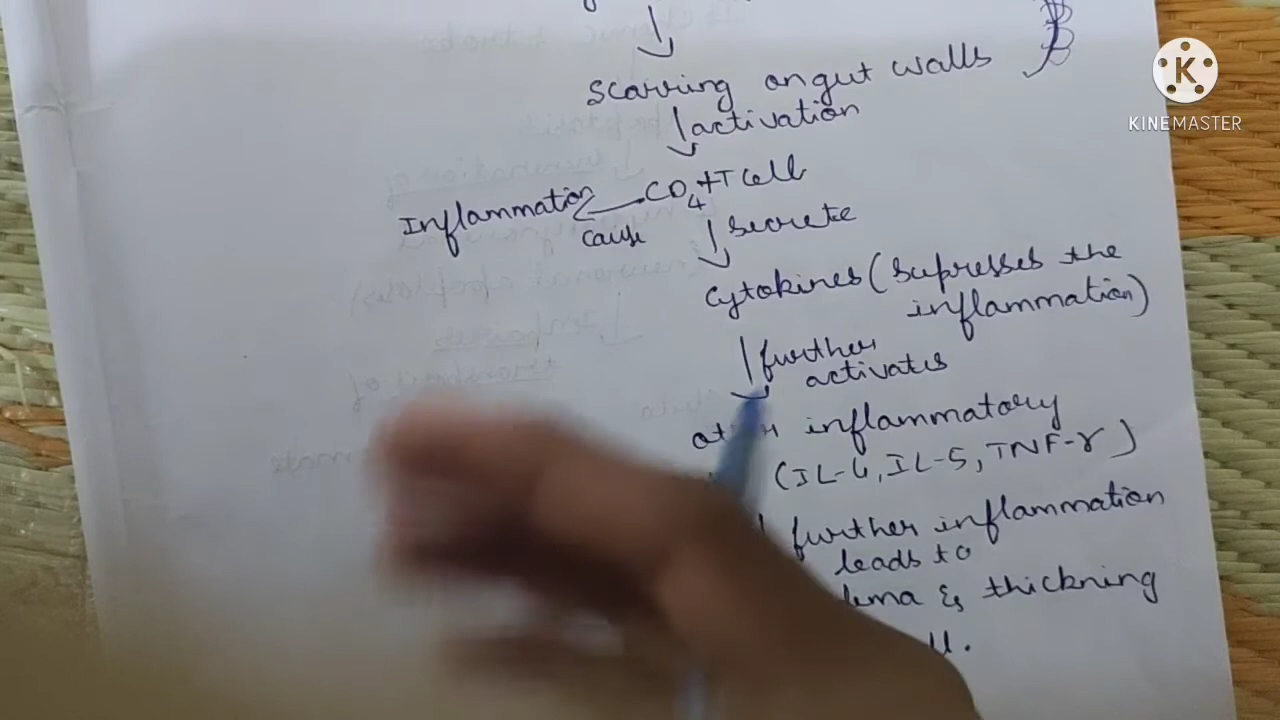 scarring on gut walls
activation
Inflammation CD4+T cell
cause
secrete
cytokines (supresses the
inflammation)
further
activates
inflammatory
(IL-4, IL-5, TNF-γ)
further inflammation
leads to
& thickning
K
KINEMASTER